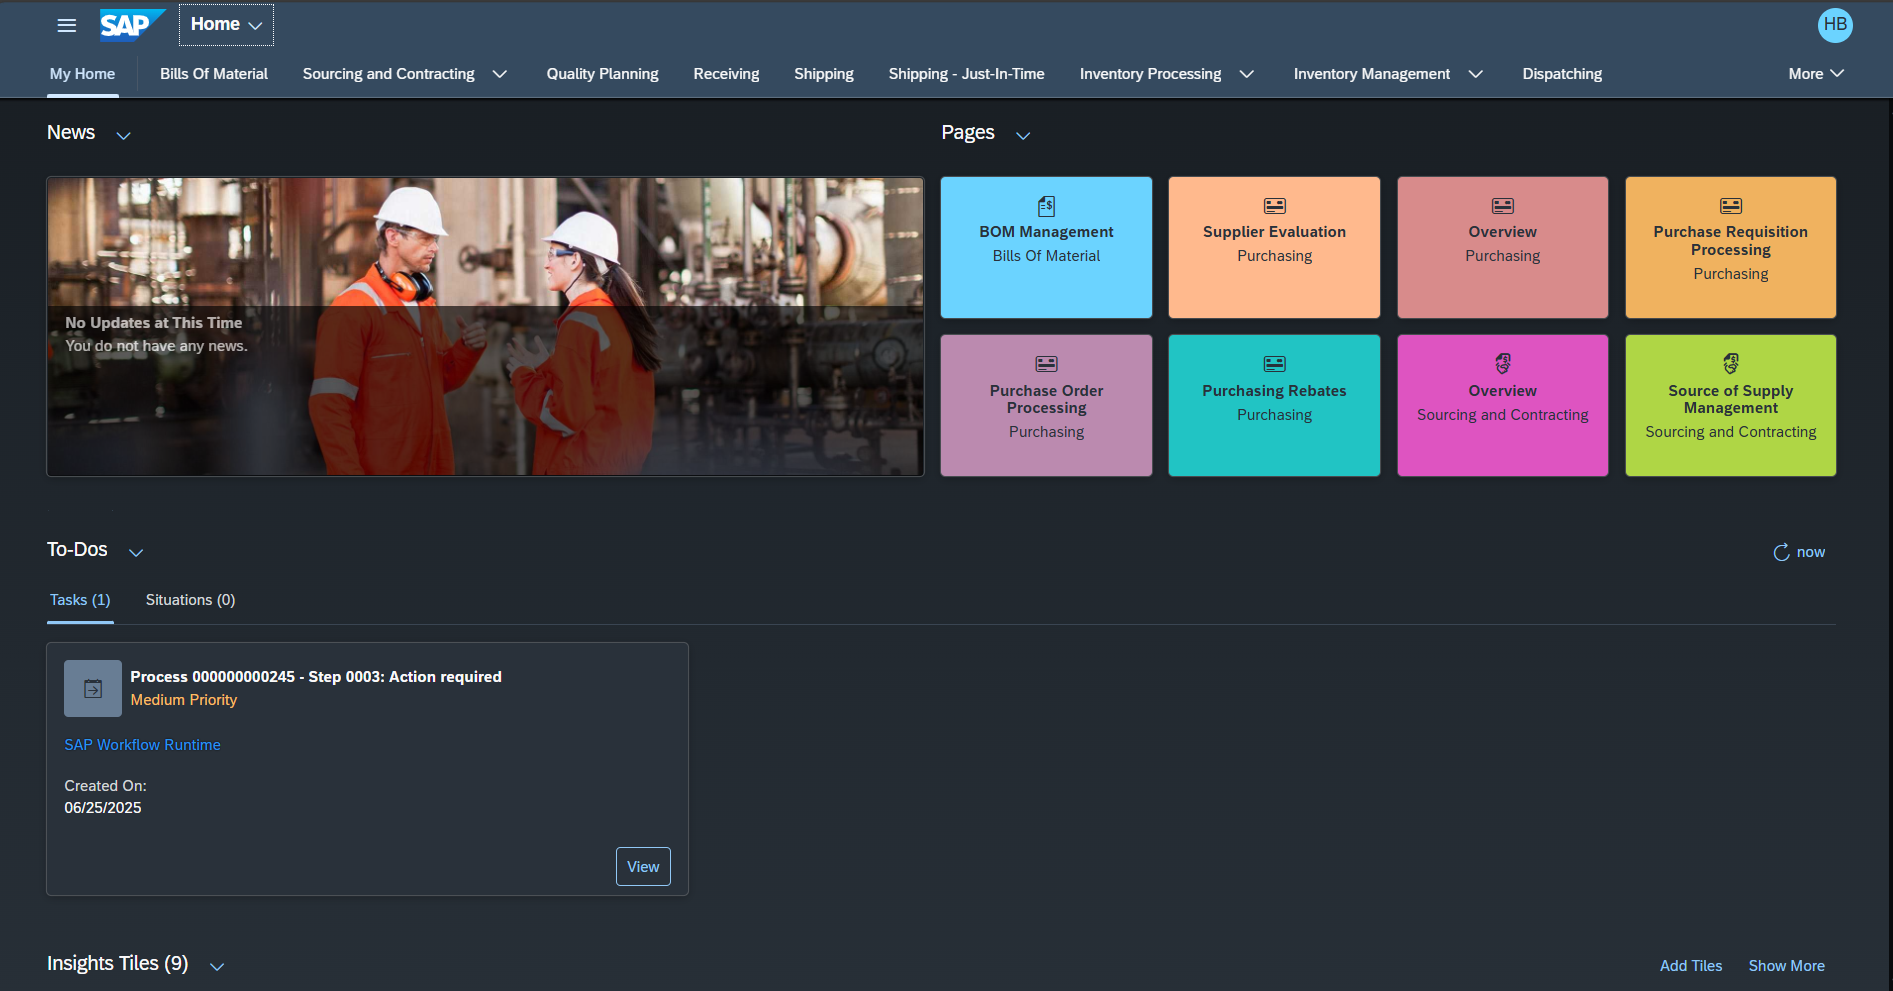 SAP
Home
HB
My Home
Bills Of Material
Sourcing and Contracting
Quality Planning
Receiving
Shipping
Shipping - Just-In-Time
Inventory Processing
Inventory Management
Dispatching
More
News
No Updates at This Time
You do not have any news.
Pages
BOM Management
Bills Of Material
Supplier Evaluation
Purchasing
Overview
Purchasing
Purchase Requisition
Processing
Purchasing
Purchase Order
Processing
Purchasing
Purchasing Rebates
Purchasing
Overview
Sourcing and Contracting
Source of Supply
Management
Sourcing and Contracting
To-Dos
now
Tasks (1)
Situations (0)
Process 000000000245 - Step 0003: Action required
Medium Priority
SAP Workflow Runtime
Created On:
06/25/2025
View
Insights Tiles (9)
Add Tiles
Show More